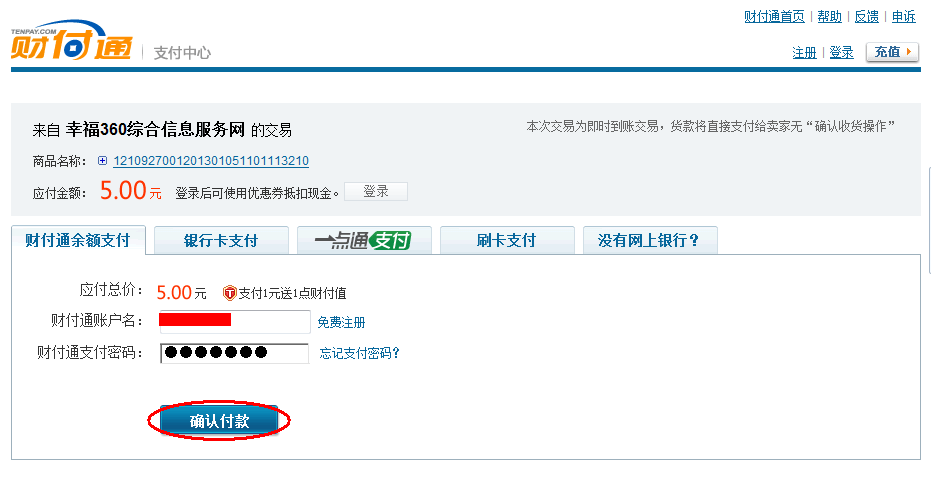 财付通首页 | 帮助 | 反馈 | 申诉
TENPAY.COM
财付通 | 支付中心
注册 | 登录 充值
来自 幸福360综合信息服务网 的交易
本次交易为即时到账交易，货款将直接支付给卖家无“确认收货操作”
商品名称： 1210927001201301051101113210
应付金额： 5.00 元 登录后可使用优惠券抵扣现金。 登录
财付通余额支付 银行卡支付 一点通支付 刷卡支付 没有网上银行？
应付总价： 5.00 元 支付1元送1点财付值
财付通账户名： 免费注册
财付通支付密码： ●●●●●●● 忘记支付密码?
确认付款